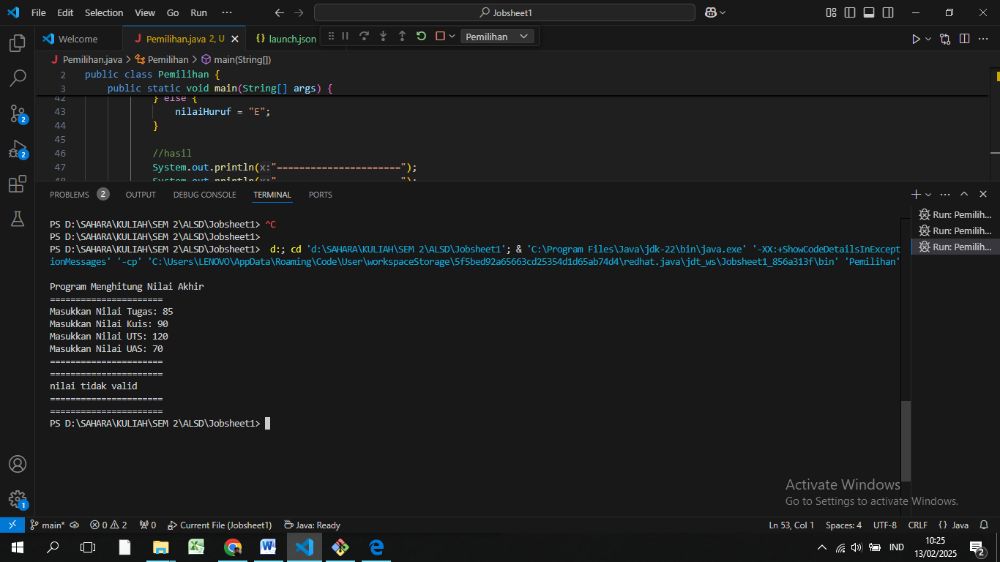 File Edit Selection View Go Run ··· Jobsheet1
Welcome Pemilihan.java 2, U launch.json Pemilihan
Pemilihan.java > Pemilihan > main(String[])
2 public class Pemilihan {
3 public static void main(String[] args) {
42 } else {
43 nilaiHuruf = "E";
44 }
45
46 //hasil
47 System.out.println(x:"======================");
48 System.out.println(x:" ");
PROBLEMS 2 OUTPUT DEBUG CONSOLE TERMINAL PORTS
PS D:\SAHARA\KULIAH\SEM 2\ALSD\Jobsheet1> ^C
PS D:\SAHARA\KULIAH\SEM 2\ALSD\Jobsheet1>
PS D:\SAHARA\KULIAH\SEM 2\ALSD\Jobsheet1> d:; cd 'd:\SAHARA\KULIAH\SEM 2\ALSD\Jobsheet1'; & 'C:\Program Files\Java\jdk-22\bin\java.exe' '-XX:+ShowCodeDetailsInExcept
ionMessages' '-cp' 'C:\Users\LENOVO\AppData\Roaming\Code\User\workspaceStorage\5f5bed92a65663cd25354d1d65ab74d4\redhat.java\jdt_ws\Jobsheet1_856a313f\bin' 'Pemilihan'
Program Menghitung Nilai Akhir
======================
Masukkan Nilai Tugas: 85
Masukkan Nilai Kuis: 90
Masukkan Nilai UTS: 120
Masukkan Nilai UAS: 70
======================
======================
nilai tidak valid
======================
======================
PS D:\SAHARA\KULIAH\SEM 2\ALSD\Jobsheet1>
Run: Pemilih...
Run: Pemilih...
Run: Pemilih...
2
2
1
Activate Windows
Go to Settings to activate Windows.
main* 0 2 0 Current File (Jobsheet1) Java: Ready Ln 53, Col 1 Spaces: 4 UTF-8 CRLF {} Java
IND 10:25
13/02/2025 2